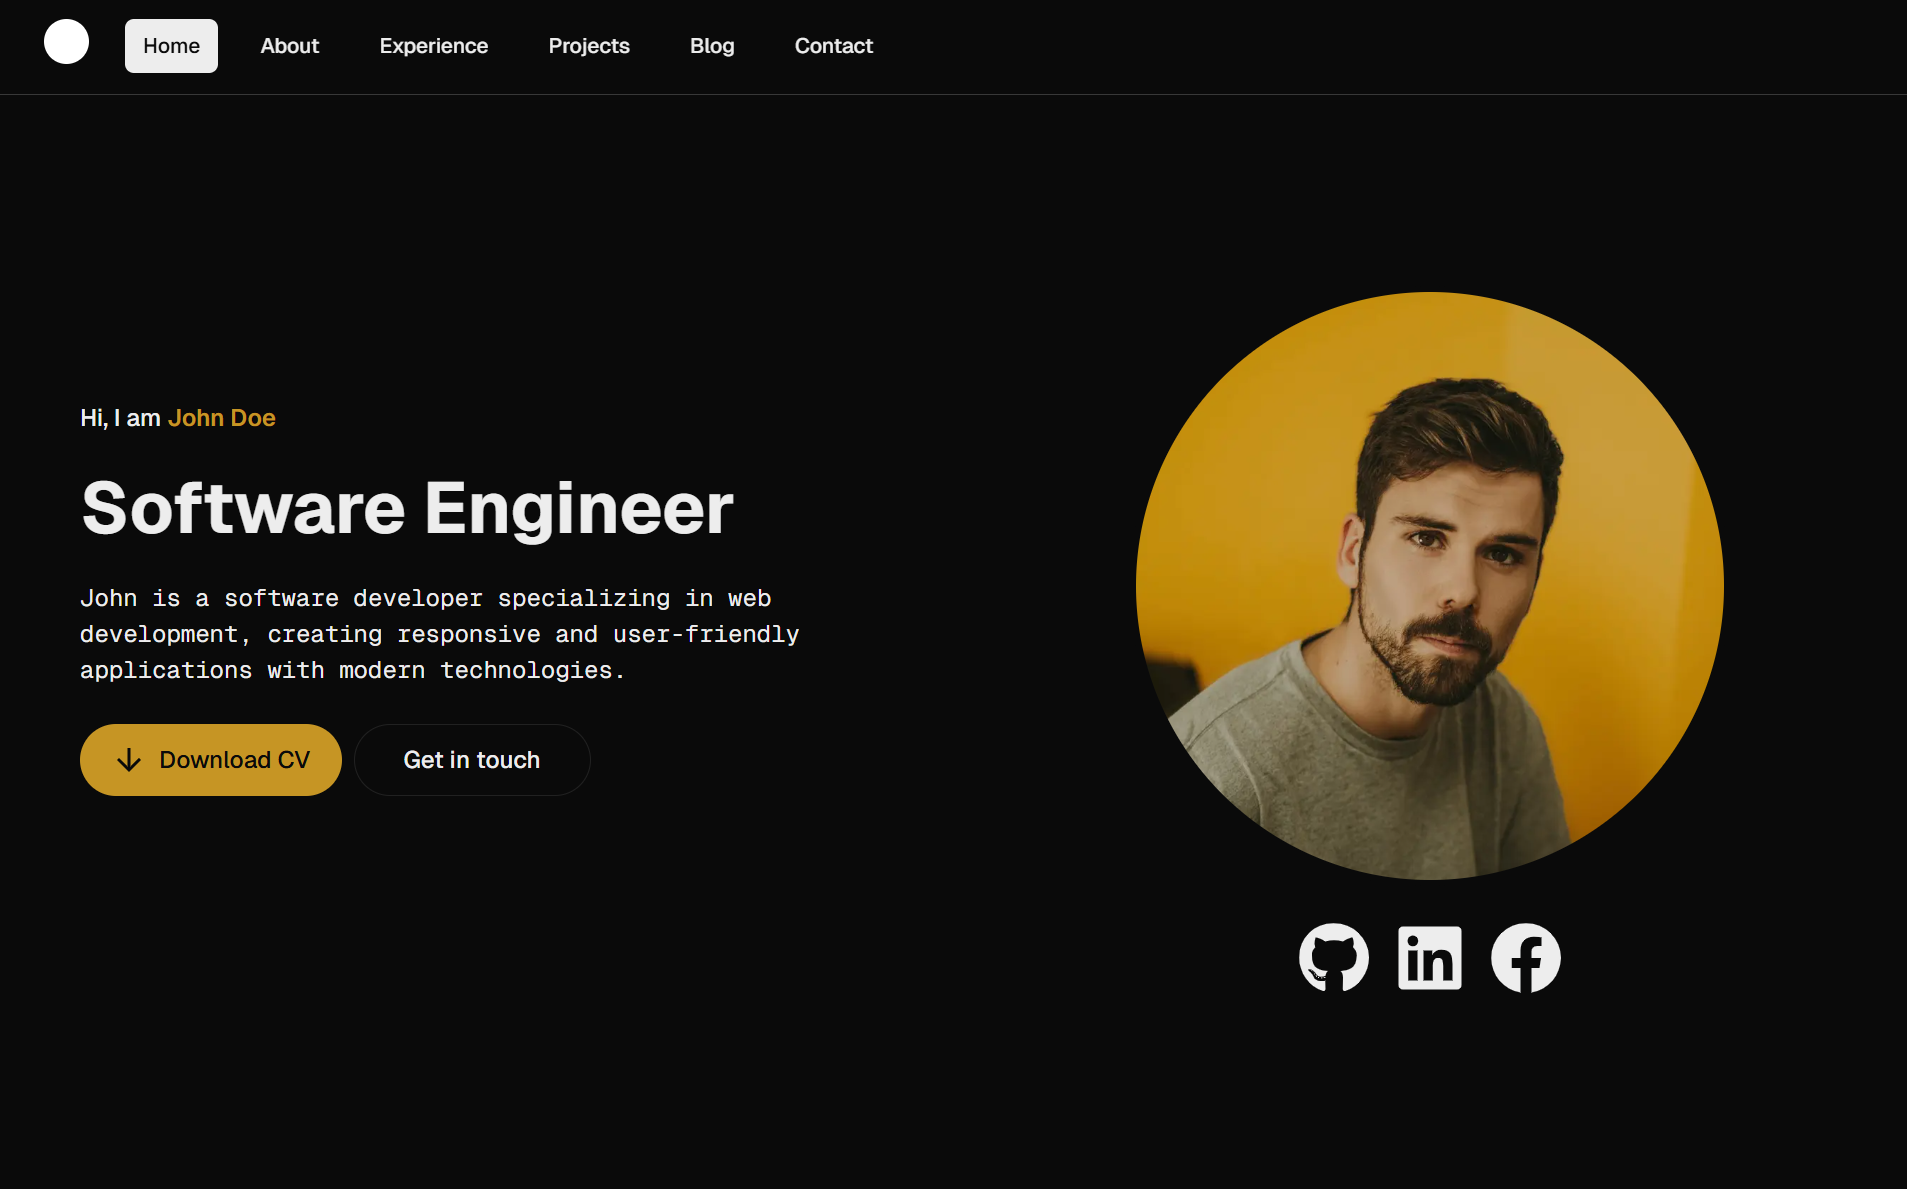 Home About Experience Projects Blog Contact
Hi, I am John Doe
Software Engineer
John is a software developer specializing in web
development, creating responsive and user-friendly
applications with modern technologies.
Download CV Get in touch
in